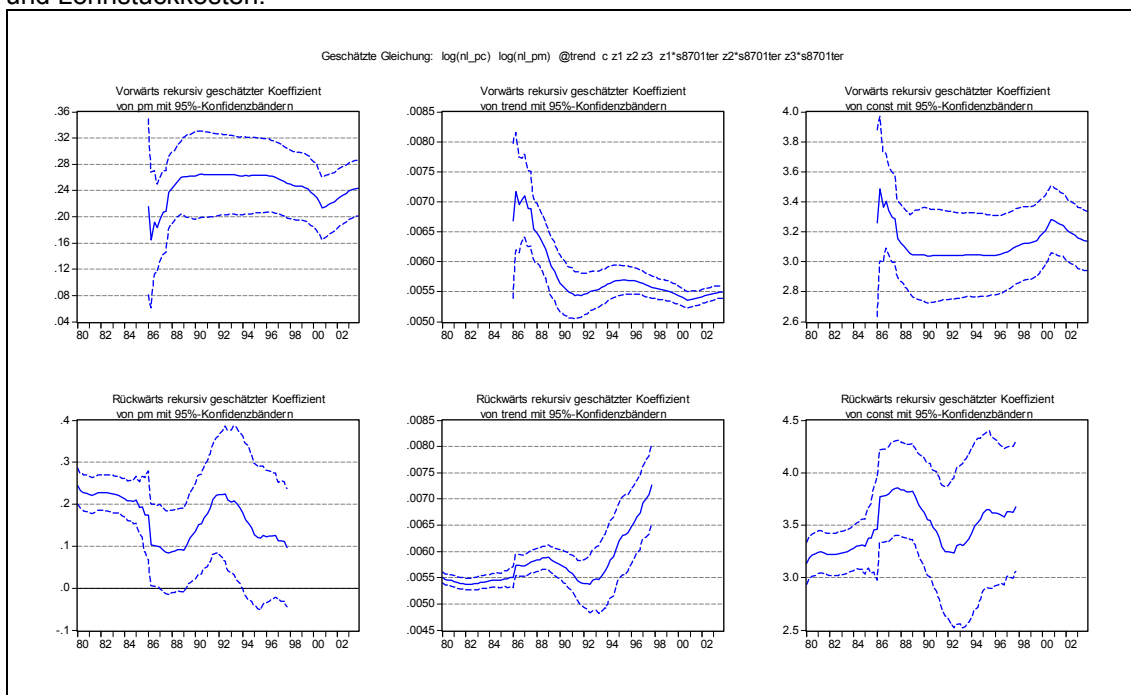 und Lohnstückkosten.
Geschätzte Gleichung: log(nl_pc) log(nl_pm) @trend c z1 z2 z3 z1*s8701ter z2*s8701ter z3*s8701ter
Vorwärts rekursiv geschätzter Koeffizient
von pm mit 95%-Konfidenzbändern
.36
.32
.28
.24
.20
.16
.12
.08
.04
80 82 84 86 88 90 92 94 96 98 00 02
Vorwärts rekursiv geschätzter Koeffizient
von trend mit 95%-Konfidenzbändern
.0085
.0080
.0075
.0070
.0065
.0060
.0055
.0050
80 82 84 86 88 90 92 94 96 98 00 02
Vorwärts rekursiv geschätzter Koeffizient
von const mit 95%-Konfidenzbändern
4.0
3.8
3.6
3.4
3.2
3.0
2.8
2.6
80 82 84 86 88 90 92 94 96 98 00 02
Rückwärts rekursiv geschätzter Koeffizient
von pm mit 95%-Konfidenzbändern
.4
.3
.2
.1
.0
-.1
80 82 84 86 88 90 92 94 96 98 00 02
Rückwärts rekursiv geschätzter Koeffizient
von trend mit 95%-Konfidenzbändern
.0085
.0080
.0075
.0070
.0065
.0060
.0055
.0050
.0045
80 82 84 86 88 90 92 94 96 98 00 02
Rückwärts rekursiv geschätzter Koeffizient
von const mit 95%-Konfidenzbändern
4.5
4.0
3.5
3.0
2.5
80 82 84 86 88 90 92 94 96 98 00 02